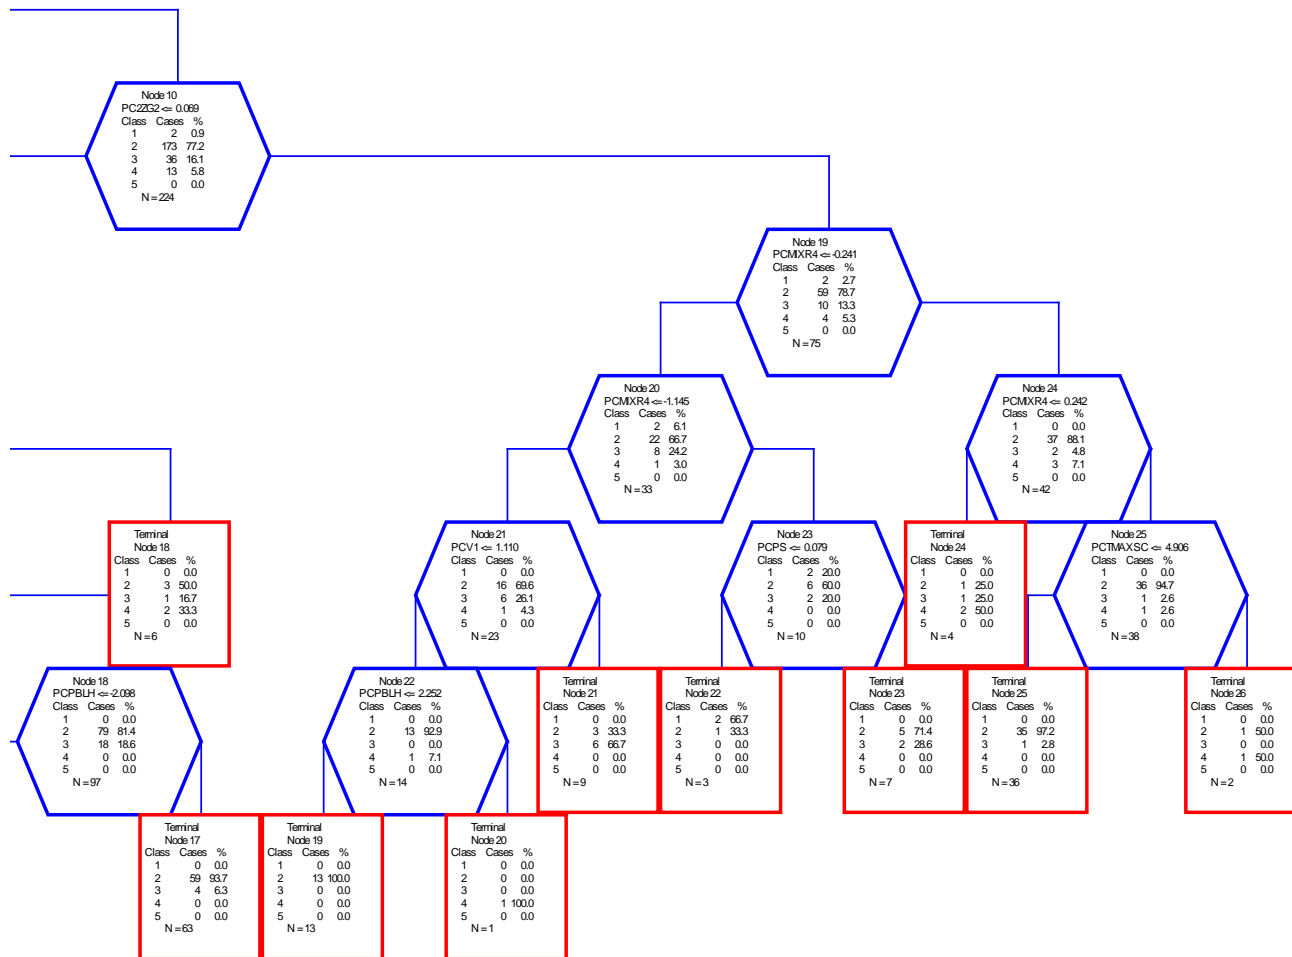 Node 10
PC2ZG2 <= 0.069
Class Cases %
1 2 0.9
2 173 77.2
3 36 16.1
4 13 5.8
5 0 0.0
N = 224
Node 19
PCMIXR4 <= -0.241
Class Cases %
1 2 2.7
2 59 78.7
3 10 13.3
4 4 5.3
5 0 0.0
N = 75
Node 20
PCMIXR4 <= -1.145
Class Cases %
1 2 6.1
2 22 66.7
3 8 24.2
4 1 3.0
5 0 0.0
N = 33
Node 24
PCMIXR4 <= 0.242
Class Cases %
1 0 0.0
2 37 88.1
3 2 4.8
4 3 7.1
5 0 0.0
N = 42
Terminal
Node 18
Class Cases %
1 0 0.0
2 3 50.0
3 1 16.7
4 2 33.3
5 0 0.0
N = 6
Node 21
PCV1 <= 1.110
Class Cases %
1 0 0.0
2 16 69.6
3 6 26.1
4 1 4.3
5 0 0.0
N = 23
Node 23
PCPS <= 0.079
Class Cases %
1 2 20.0
2 6 60.0
3 2 20.0
4 0 0.0
5 0 0.0
N = 10
Terminal
Node 24
Class Cases %
1 0 0.0
2 1 25.0
3 1 25.0
4 2 50.0
5 0 0.0
N = 4
Node 25
PCTMAXSC <= 4.906
Class Cases %
1 0 0.0
2 36 94.7
3 1 2.6
4 1 2.6
5 0 0.0
N = 38
Node 18
PCPBLH <= -2.098
Class Cases %
1 0 0.0
2 79 81.4
3 18 18.6
4 0 0.0
5 0 0.0
N = 97
Node 22
PCPBLH <= 2.252
Class Cases %
1 0 0.0
2 13 92.9
3 0 0.0
4 1 7.1
5 0 0.0
N = 14
Terminal
Node 21
Class Cases %
1 0 0.0
2 3 33.3
3 6 66.7
4 0 0.0
5 0 0.0
N = 9
Terminal
Node 22
Class Cases %
1 2 66.7
2 1 33.3
3 0 0.0
4 0 0.0
5 0 0.0
N = 3
Terminal
Node 23
Class Cases %
1 0 0.0
2 5 71.4
3 2 28.6
4 0 0.0
5 0 0.0
N = 7
Terminal
Node 25
Class Cases %
1 0 0.0
2 35 97.2
3 1 2.8
4 0 0.0
5 0 0.0
N = 36
Terminal
Node 26
Class Cases %
1 0 0.0
2 1 50.0
3 0 0.0
4 1 50.0
5 0 0.0
N = 2
Terminal
Node 17
Class Cases %
1 0 0.0
2 59 93.7
3 4 6.3
4 0 0.0
5 0 0.0
N = 63
Terminal
Node 19
Class Cases %
1 0 0.0
2 13 100.0
3 0 0.0
4 0 0.0
5 0 0.0
N = 13
Terminal
Node 20
Class Cases %
1 0 0.0
2 0 0.0
3 0 0.0
4 1 100.0
5 0 0.0
N = 1